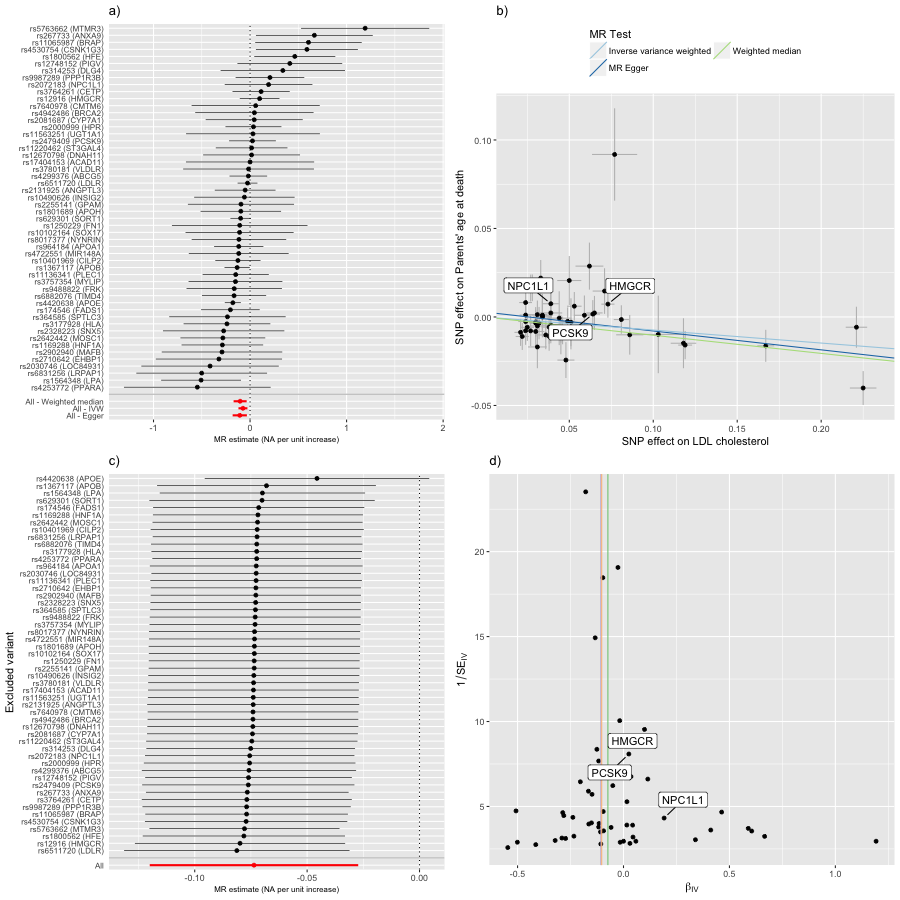 a)
rs5763662 (MTMR3)
rs267733 (ANXA9)
rs11065987 (BRAP)
rs4530754 (CSNK1G3)
rs1800562 (HFE)
rs12748152 (PIGV)
rs314253 (DLG4)
rs9987289 (PPP1R3B)
rs2072183 (NPC1L1)
rs3764261 (CETP)
rs12916 (HMGCR)
rs7640978 (CMTM6)
rs4942486 (BRCA2)
rs2081687 (CYP7A1)
rs2000999 (HPR)
rs11563251 (UGT1A1)
rs2479409 (PCSK9)
rs11220462 (ST3GAL4)
rs12670798 (DNAH11)
rs17404153 (ACAD11)
rs3780181 (VLDLR)
rs4299376 (ABCG5)
rs6511720 (LDLR)
rs2131925 (ANGPTL3)
rs10490626 (INSIG2)
rs2255141 (GPAM)
rs1801689 (APOH)
rs629301 (SORT1)
rs1250229 (FN1)
rs10102164 (SOX17)
rs8017377 (NYNRIN)
rs964184 (APOA1)
rs4722551 (MIR148A)
rs10401969 (CILP2)
rs1367117 (APOB)
rs11136341 (PLEC1)
rs3757354 (MYLIP)
rs9488822 (FRK)
rs6882076 (TIMD4)
rs4420638 (APOE)
rs174546 (FADS1)
rs364585 (SPTLC3)
rs3177928 (HLA)
rs2328223 (SNX5)
rs2642442 (MOSC1)
rs1169288 (HNF1A)
rs2902940 (MAFB)
rs2710642 (EHBP1)
rs2030746 (LOC84931)
rs6831256 (LRPAP1)
rs1564348 (LPA)
rs4253772 (PPARA)
All - Weighted median
All - IVW
All - Egger
-1
0
1
2
MR estimate (NA per unit increase)
b)
MR Test
Inverse variance weighted
Weighted median
MR Egger
SNP effect on Parents' age at death
0.10
0.05
0.00
-0.05
NPC1L1
HMGCR
PCSK9
0.05
0.10
0.15
0.20
SNP effect on LDL cholesterol
c)
Excluded variant
rs4420638 (APOE)
rs1367117 (APOB)
rs1564348 (LPA)
rs629301 (SORT1)
rs174546 (FADS1)
rs1169288 (HNF1A)
rs2642442 (MOSC1)
rs10401969 (CILP2)
rs6831256 (LRPAP1)
rs6882076 (TIMD4)
rs3177928 (HLA)
rs4253772 (PPARA)
rs964184 (APOA1)
rs2030746 (LOC84931)
rs11136341 (PLEC1)
rs2710642 (EHBP1)
rs2902940 (MAFB)
rs2328223 (SNX5)
rs364585 (SPTLC3)
rs9488822 (FRK)
rs3757354 (MYLIP)
rs8017377 (NYNRIN)
rs4722551 (MIR148A)
rs1801689 (APOH)
rs10102164 (SOX17)
rs1250229 (FN1)
rs2255141 (GPAM)
rs10490626 (INSIG2)
rs3780181 (VLDLR)
rs17404153 (ACAD11)
rs11563251 (UGT1A1)
rs2131925 (ANGPTL3)
rs7640978 (CMTM6)
rs4942486 (BRCA2)
rs12670798 (DNAH11)
rs2081687 (CYP7A1)
rs11220462 (ST3GAL4)
rs314253 (DLG4)
rs2072183 (NPC1L1)
rs2000999 (HPR)
rs4299376 (ABCG5)
rs12748152 (PIGV)
rs2479409 (PCSK9)
rs267733 (ANXA9)
rs3764261 (CETP)
rs9987289 (PPP1R3B)
rs11065987 (BRAP)
rs4530754 (CSNK1G3)
rs5763662 (MTMR3)
rs1800562 (HFE)
rs12916 (HMGCR)
rs6511720 (LDLR)
All
-0.10
-0.05
0.00
MR estimate (NA per unit increase)
d)
1/SE_IV
20
15
10
5
HMGCR
PCSK9
NPC1L1
-0.5
0.0
0.5
1.0
β_IV